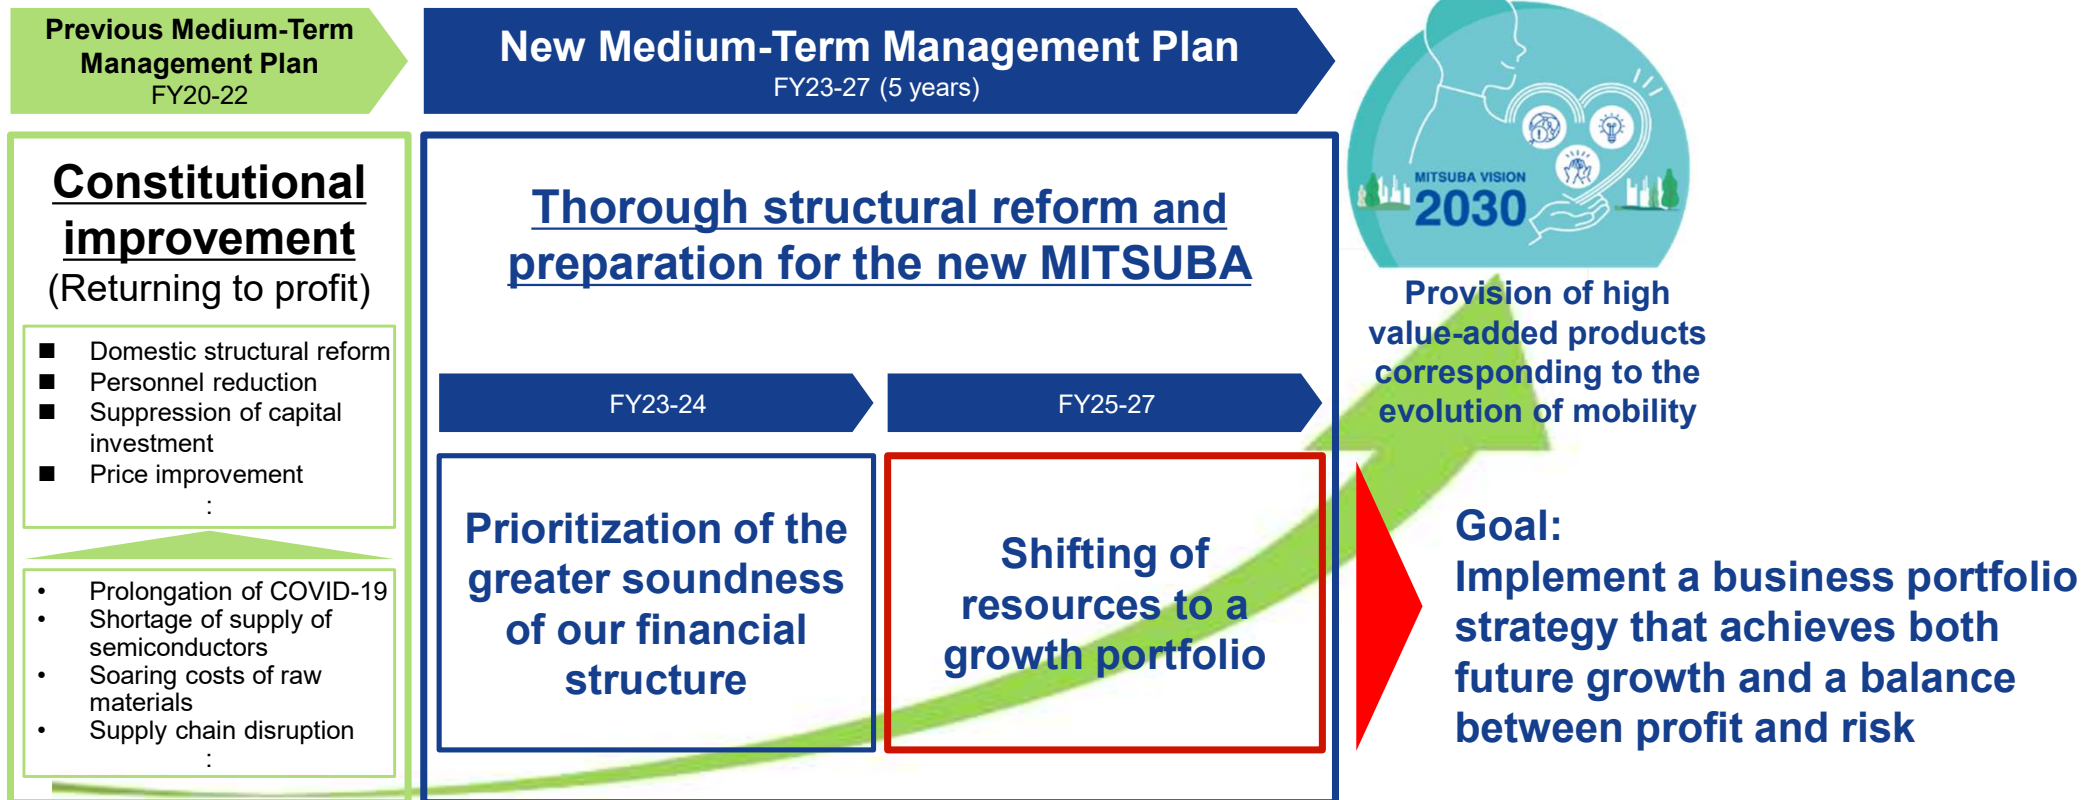 Previous Medium-Term
Management Plan
FY20-22
New Medium-Term Management Plan
FY23-27 (5 years)
Constitutional
improvement
(Returning to profit)
■ Domestic structural reform
■ Personnel reduction
■ Suppression of capital
investment
■ Price improvement
:
• Prolongation of COVID-19
• Shortage of supply of
semiconductors
• Soaring costs of raw
materials
• Supply chain disruption
:
Thorough structural reform and
preparation for the new MITSUBA
FY23-24
Prioritization of the
greater soundness
of our financial
structure
FY25-27
Shifting of
resources to a
growth portfolio
MITSUBA VISION
2030
Provision of high
value-added products
corresponding to the
evolution of mobility
Goal:
Implement a business portfolio
strategy that achieves both
future growth and a balance
between profit and risk